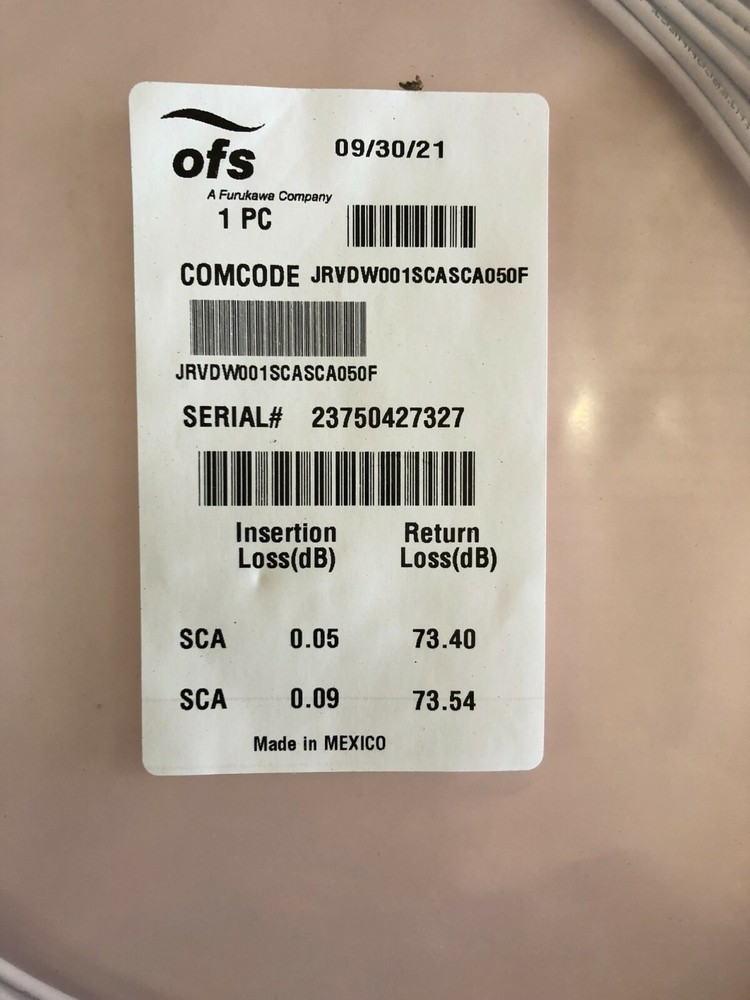 ofs
09/30/21
A Furukawa Company
1 PC
COMCODE JRVDW001SCASCA050F
JRVDW001SCASCA050F
SERIAL# 23750427327
Insertion Loss(dB) Return Loss(dB)
SCA 0.05 73.40
SCA 0.09 73.54
Made in MEXICO